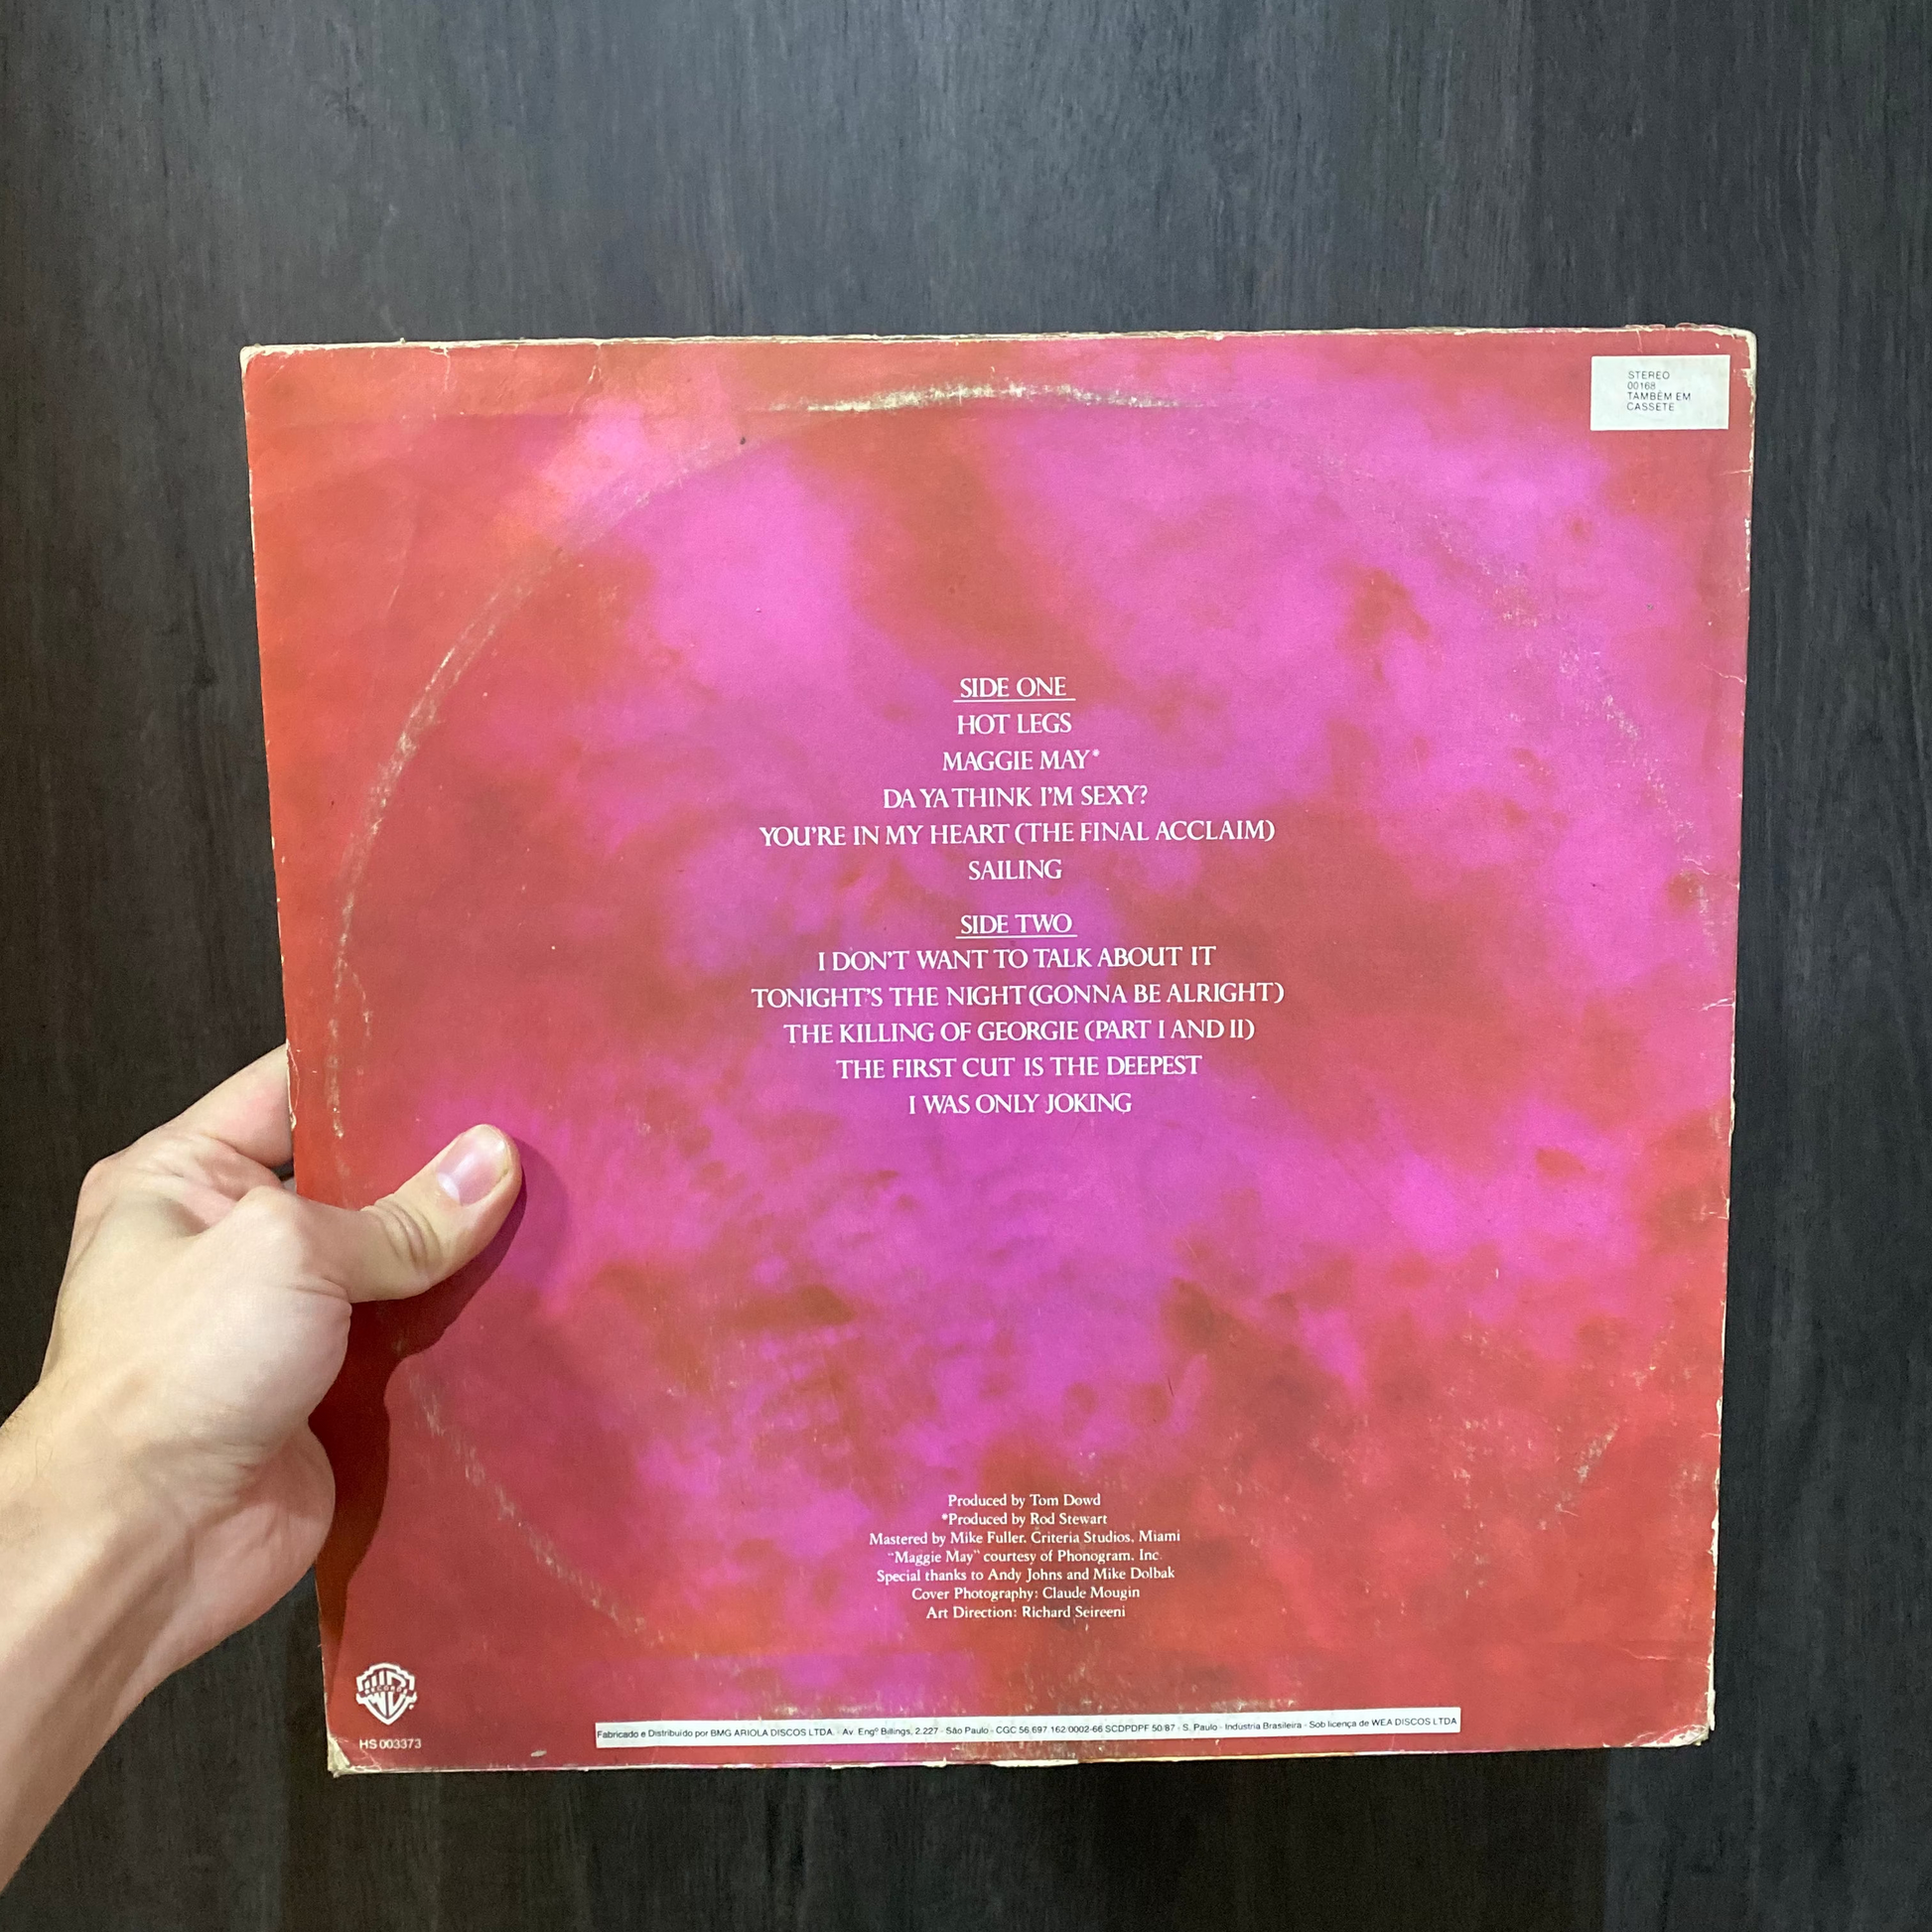 STEREO
00168
TAMBÉM EM
CASSETE
SIDE ONE
HOT LEGS
MAGGIE MAY*
DA YA THINK I'M SEXY?
YOU'RE IN MY HEART (THE FINAL ACCLAIM)
SAILING
SIDE TWO
I DON'T WANT TO TALK ABOUT IT
TONIGHT'S THE NIGHT (GONNA BE ALRIGHT)
THE KILLING OF GEORGIE (PART I AND II)
THE FIRST CUT IS THE DEEPEST
I WAS ONLY JOKING
Produced by Tom Dowd
*Produced by Rod Stewart
Mastered by Mike Fuller, Criteria Studios, Miami
"Maggie May" courtesy of Phonogram, Inc.
Special thanks to Andy Johns and Mike Dolbak
Cover Photography: Claude Mougin
Art Direction: Richard Seireeni
WB
RECORDS
HS 003373
Fabricado e Distribuido por BMG ARIOLA DISCOS LTDA. - Av. Engº Billings, 2.227 - São Paulo - CGC 56.697.162/0002-66 SCDPDPF 50/87 - S. Paulo - Industria Brasileira - Sob licença de WEA DISCOS LTDA